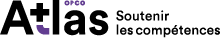 OPCO
Atlas
Soutenir
les compétences